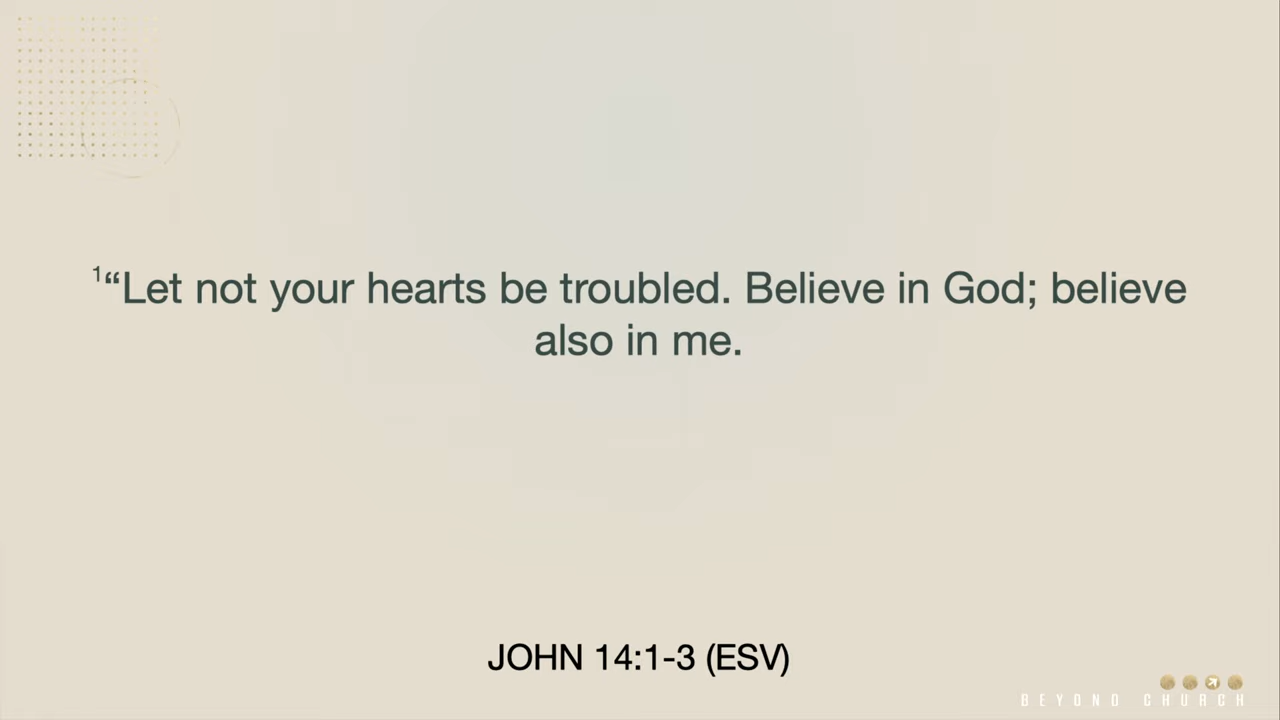 ¹“Let not your hearts be troubled. Believe in God; believe
also in me.
JOHN 14:1-3 (ESV)
BEYOND CHURCH